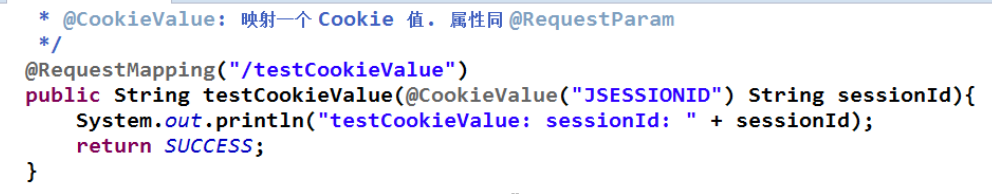 * @CookieValue: 映射一个 Cookie 值. 属性同 @RequestParam
*/
@RequestMapping("/testCookieValue")
public String testCookieValue(@CookieValue("JSESSIONID") String sessionId){
System.out.println("testCookieValue: sessionId: " + sessionId);
return SUCCESS;
}